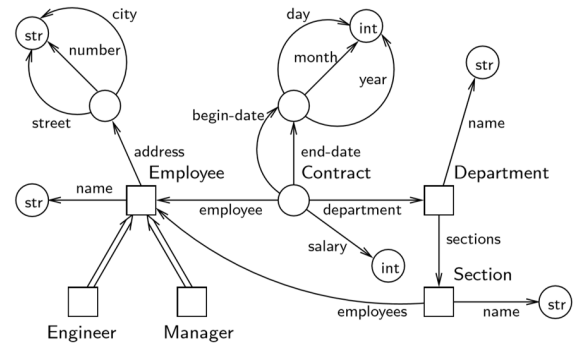 city
day
str
int
number
month
str
year
begin-date
street
name
address
end-date
Employee
Contract
Department
name
str
employee
department
sections
salary
int
Section
employees
name
str
Engineer
Manager